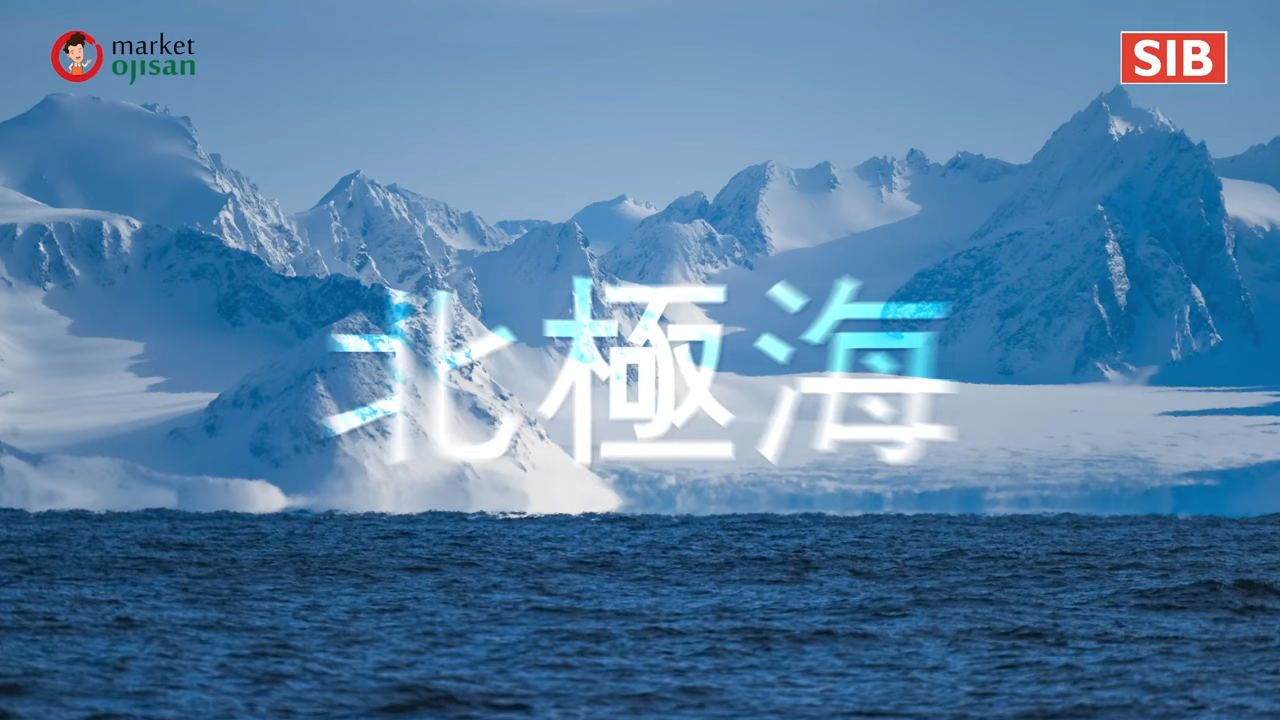 market
ojisan
SIB
北極海